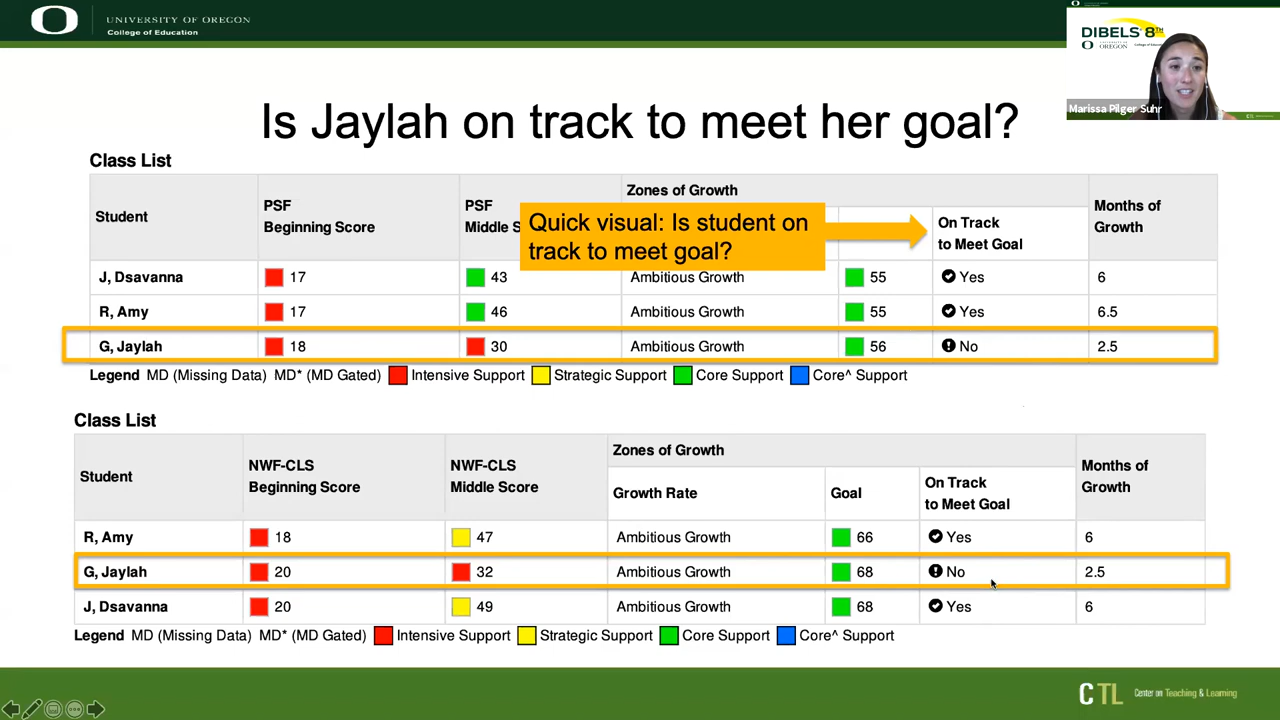 UNIVERSITY OF OREGON
College of Education
DIBELS 8TH
OREGON
Marissa Pilger Suhr
Is Jaylah on track to meet her goal?
Class List
Student
PSF
Beginning Score
PSF
Middle S
Zones of Growth
Quick visual: Is student on
track to meet goal?
On Track
to Meet Goal
Months of
Growth
J, Dsavanna 17 43 Ambitious Growth 55 Yes 6
R, Amy 17 46 Ambitious Growth 55 Yes 6.5
G, Jaylah 18 30 Ambitious Growth 56 No 2.5
Legend MD (Missing Data) MD* (MD Gated) Intensive Support Strategic Support Core Support Core^ Support
Class List
Student
NWF-CLS
Beginning Score
NWF-CLS
Middle Score
Zones of Growth
Growth Rate
Goal
On Track
to Meet Goal
Months of
Growth
R, Amy 18 47 Ambitious Growth 66 Yes 6
G, Jaylah 20 32 Ambitious Growth 68 No 2.5
J, Dsavanna 20 49 Ambitious Growth 68 Yes 6
Legend MD (Missing Data) MD* (MD Gated) Intensive Support Strategic Support Core Support Core^ Support
CTL Center on Teaching & Learning